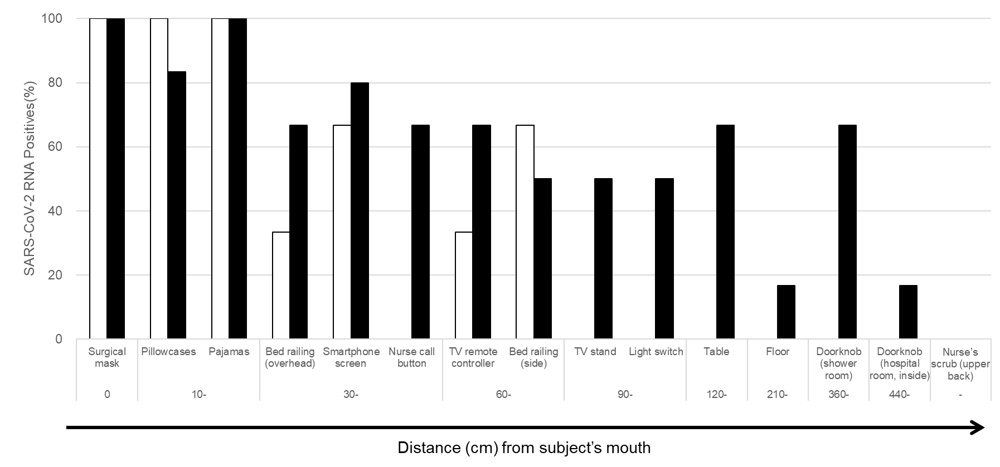 SARS-CoV-2 RNA Positives(%)
100
80
60
40
20
0
Surgical
mask
Pillowcases
Pajamas
Bed railing
(overhead)
Smartphone
screen
Nurse call
button
TV remote
controller
Bed railing
(side)
TV stand
Light switch
Table
Floor
Doorknob
(shower
room)
Doorknob
(hospital
room, inside)
Nurse’s
scrub (upper
back)
0
10-
30-
60-
90-
120-
210-
360-
440-
-
Distance (cm) from subject’s mouth